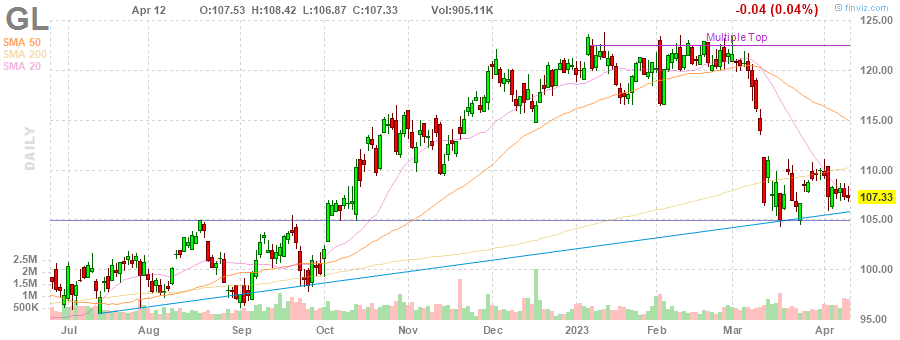 GL Apr 12 O:107.53 H:108.42 L:106.87 C:107.33 Vol:905.11K -0.04 (0.04%) © finviz.com
SMA 50
SMA 200
SMA 20
Multiple Top
DAILY
125.00
120.00
115.00
110.00
107.33
105.00
100.00
95.00
2.5M
2M
1.5M
1M
500K
Jul Aug Sep Oct Nov Dec 2023 Feb Mar Apr